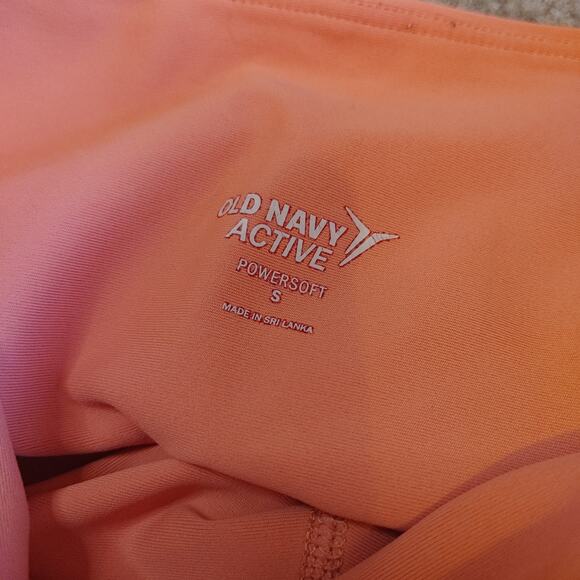 OLD NAVY
ACTIVE
POWERSOFT
S
MADE IN SRI LANKA